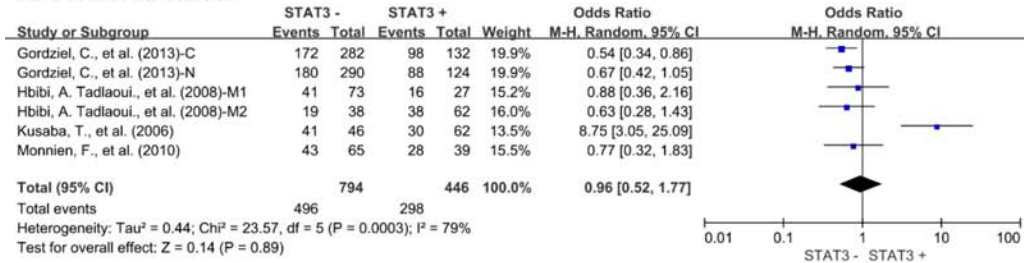 STAT3 - STAT3 + Odds Ratio Odds Ratio
Study or Subgroup Events Total Events Total Weight M-H, Random, 95% CI M-H, Random, 95% CI
Gordziel, C., et al. (2013)-C 172 282 98 132 19.9% 0.54 [0.34, 0.86]
Gordziel, C., et al. (2013)-N 180 290 88 124 19.9% 0.67 [0.42, 1.05]
Hbibi, A. Tadlaoui., et al. (2008)-M1 41 73 16 27 15.2% 0.88 [0.36, 2.16]
Hbibi, A. Tadlaoui., et al. (2008)-M2 19 38 38 62 16.0% 0.63 [0.28, 1.43]
Kusaba, T., et al. (2006) 41 46 30 62 13.5% 8.75 [3.05, 25.09]
Monnien, F., et al. (2010) 43 65 28 39 15.5% 0.77 [0.32, 1.83]
Total (95% CI) 794 446 100.0% 0.96 [0.52, 1.77]
Total events 496 298
Heterogeneity: Tau² = 0.44; Chi² = 23.57, df = 5 (P = 0.0003); I² = 79%
Test for overall effect: Z = 0.14 (P = 0.89)
0.01 0.1 1 10 100
STAT3 - STAT3 +